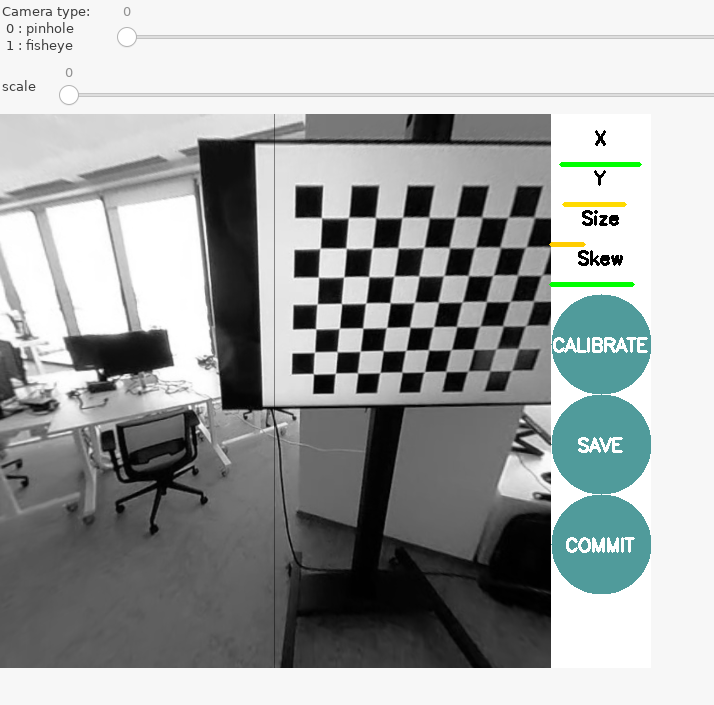 Camera type:
0 : pinhole
1 : fisheye
0
scale
0
X
Y
Size
Skew
CALIBRATE
SAVE
COMMIT